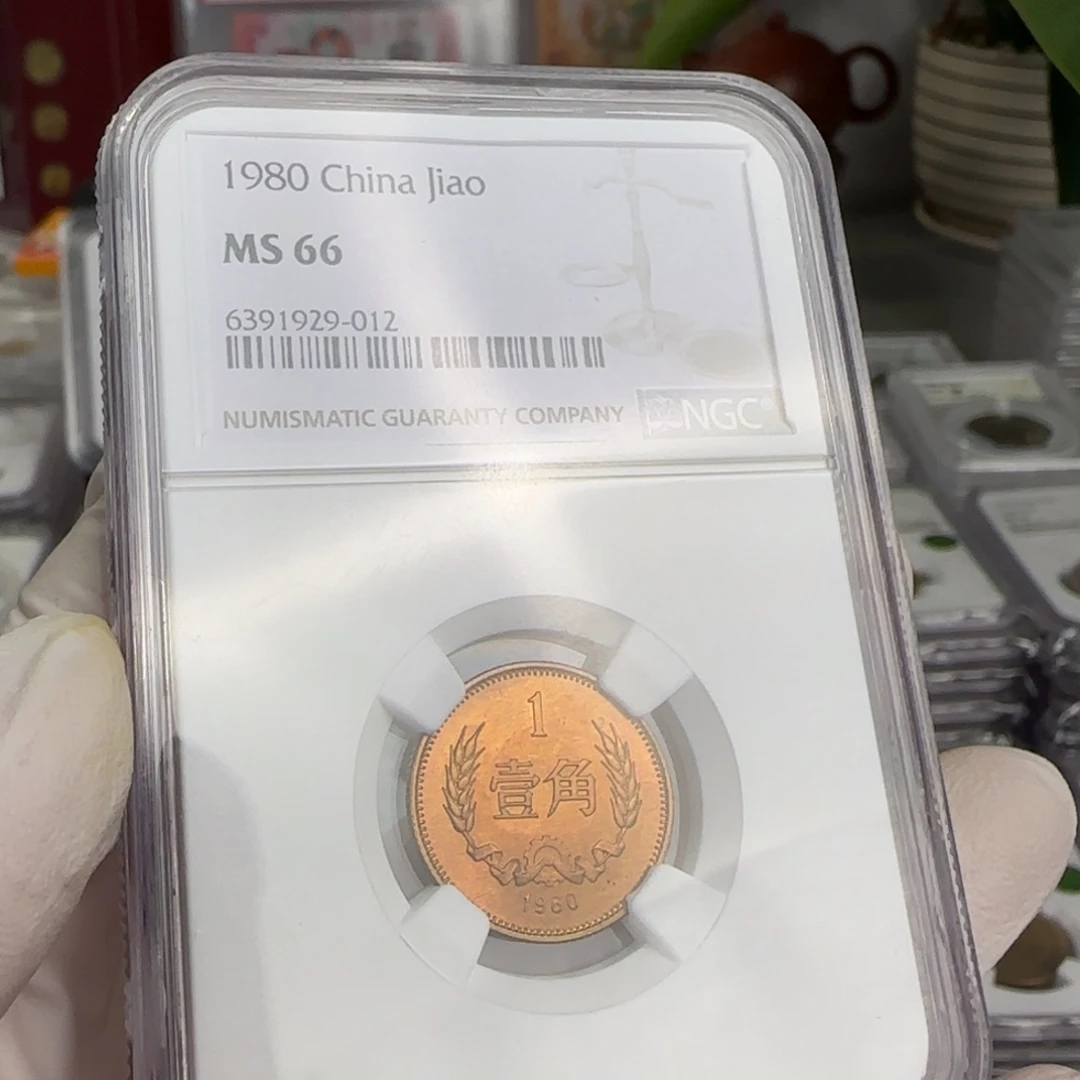 1980 China Jiao
MS 66
6391929-012
NUMISMATIC GUARANTY COMPANY
NGC®
1
壹角
1980